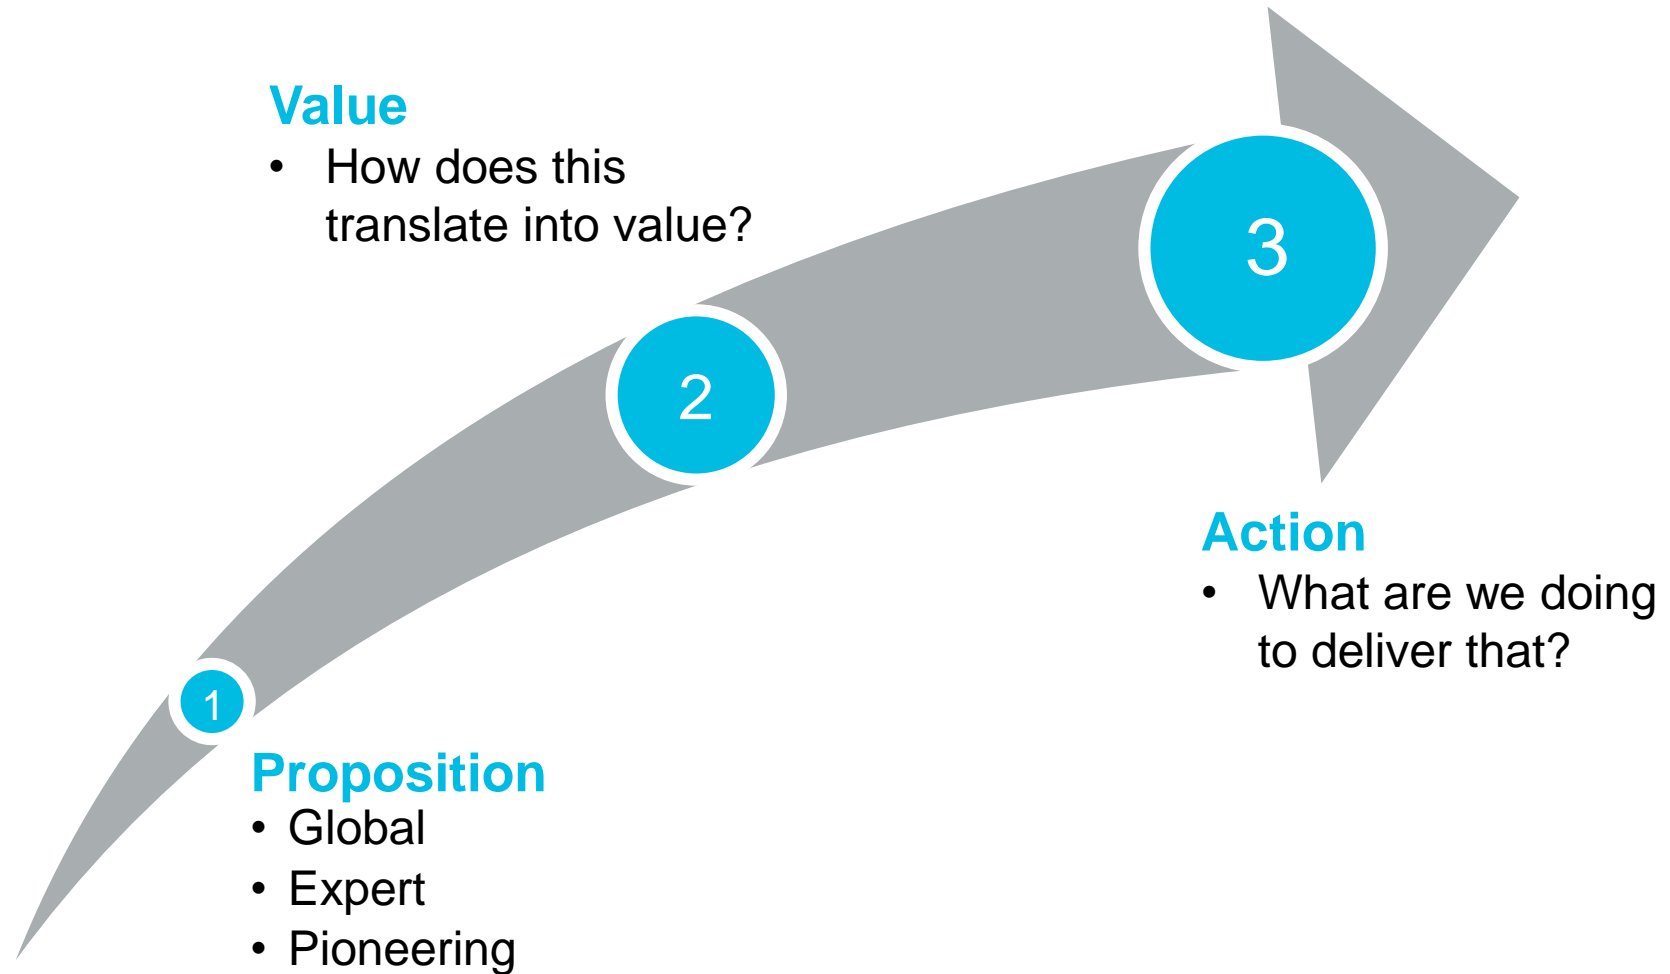 Value
• How does this
translate into value?
3
2
Action
• What are we doing
to deliver that?
1
Proposition
• Global
• Expert
• Pioneering